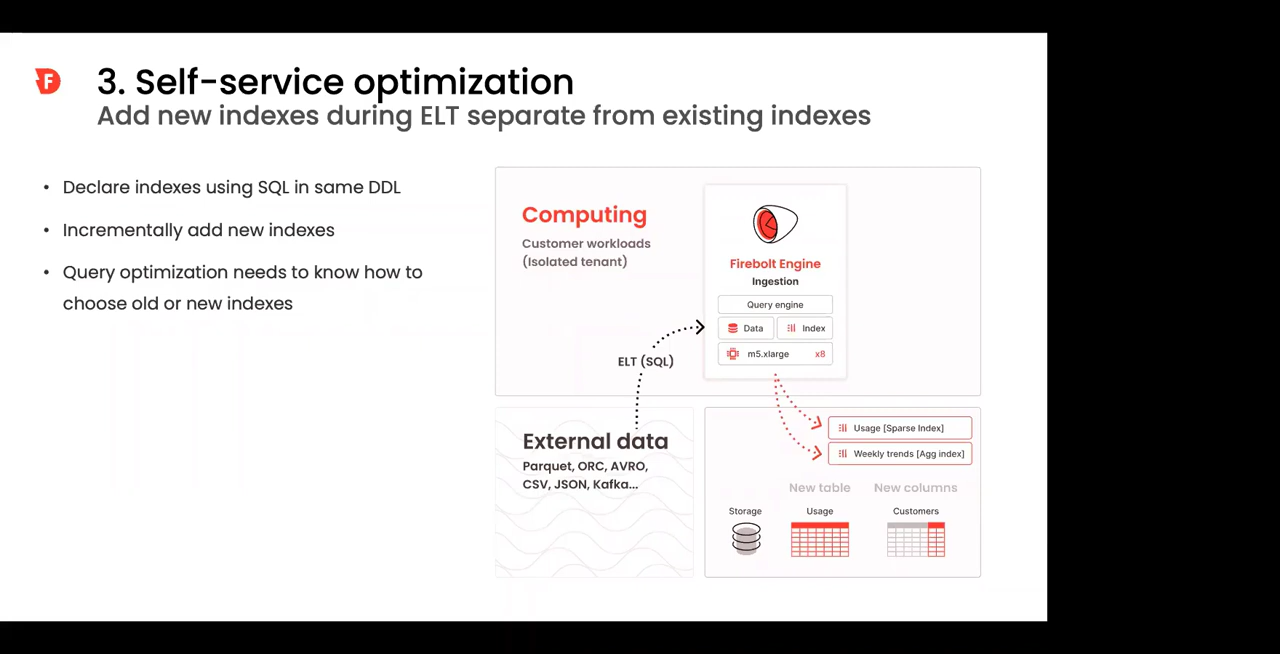 F
3. Self-service optimization
Add new indexes during ELT separate from existing indexes
• Declare indexes using SQL in same DDL
• Incrementally add new indexes
• Query optimization needs to know how to
choose old or new indexes
Computing
Customer workloads
(Isolated tenant)
Firebolt Engine
Ingestion
Query engine
Data
Index
m5.xlarge x8
ELT (SQL)
External data
Parquet, ORC, AVRO,
CSV, JSON, Kafka...
Usage [Sparse Index]
Weekly trends [Agg index]
New table
New columns
Storage
Usage
Customers